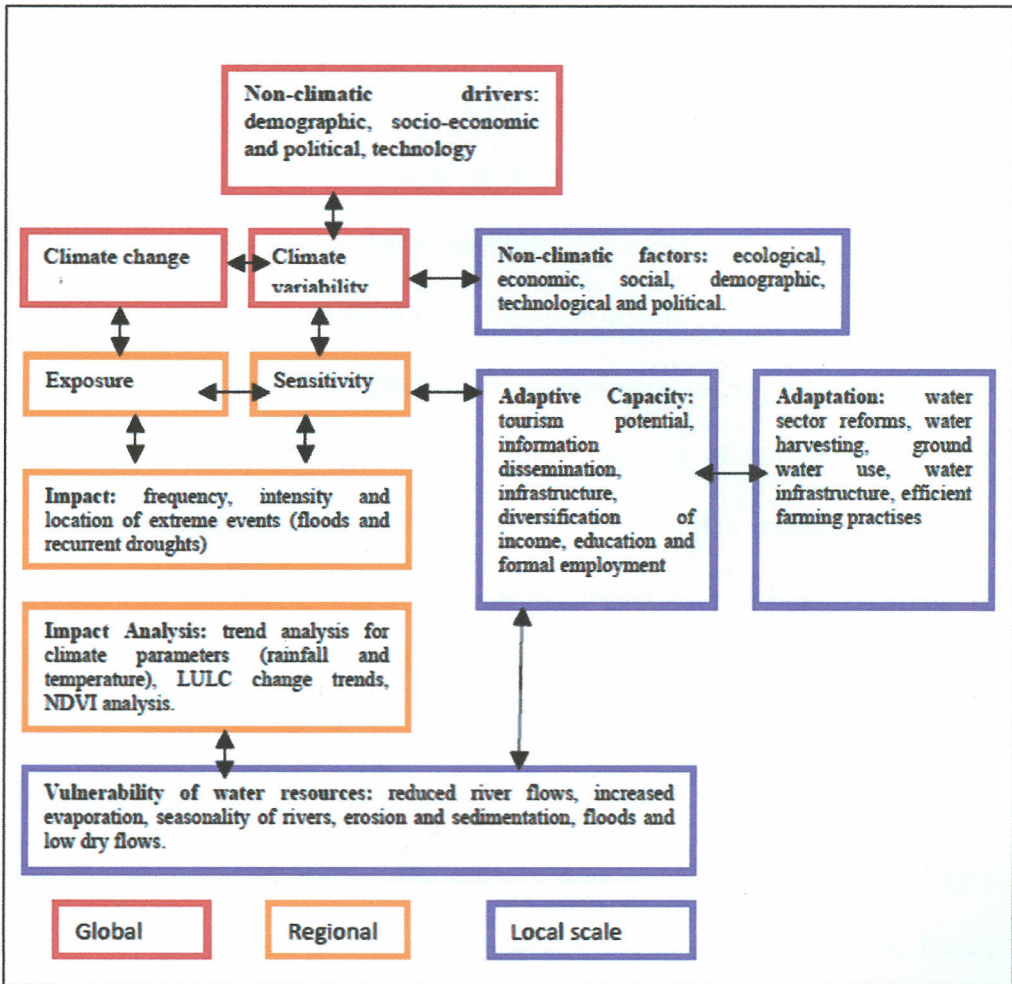 Non-climatic drivers:
demographic, socio-economic
and political, technology
Climate change
Climate
variability
Non-climatic factors: ecological,
economic, social, demographic,
technological and political.
Exposure
Sensitivity
Adaptive Capacity:
tourism potential,
information
dissemination,
infrastructure,
diversification of
income, education and
formal employment
Adaptation: water
sector reforms, water
harvesting, ground
water use, water
infrastructure, efficient
farming practises
Impact: frequency, intensity and
location of extreme events (floods and
recurrent droughts)
Impact Analysis: trend analysis for
climate parameters (rainfall and
temperature), LULC change trends,
NDVI analysis.
Vulnerability of water resources: reduced river flows, increased
evaporation, seasonality of rivers, erosion and sedimentation, floods and
low dry flows.
Global
Regional
Local scale